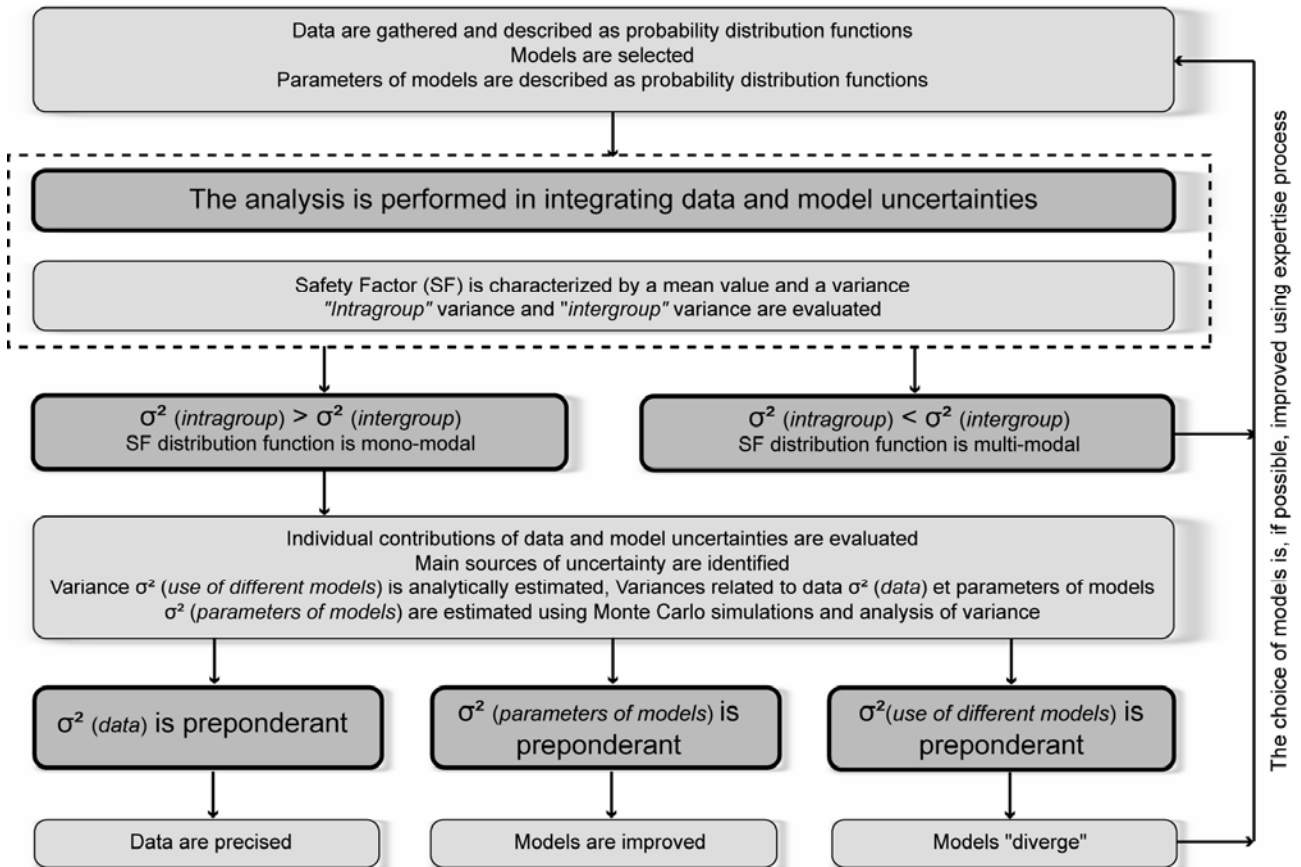 Data are gathered and described as probability distribution functions
Models are selected
Parameters of models are described as probability distribution functions
The analysis is performed in integrating data and model uncertainties
Safety Factor (SF) is characterized by a mean value and a variance
"Intragroup" variance and "intergroup" variance are evaluated
σ² (intragroup) > σ² (intergroup)
SF distribution function is mono-modal
σ² (intragroup) < σ² (intergroup)
SF distribution function is multi-modal
Individual contributions of data and model uncertainties are evaluated
Main sources of uncertainty are identified
Variance σ² (use of different models) is analytically estimated, Variances related to data σ² (data) et parameters of models
σ² (parameters of models) are estimated using Monte Carlo simulations and analysis of variance
σ² (data) is preponderant
σ² (parameters of models) is
preponderant
σ²(use of different models) is
preponderant
Data are precised
Models are improved
Models "diverge"
The choice of models is, if possible, improved using expertise process